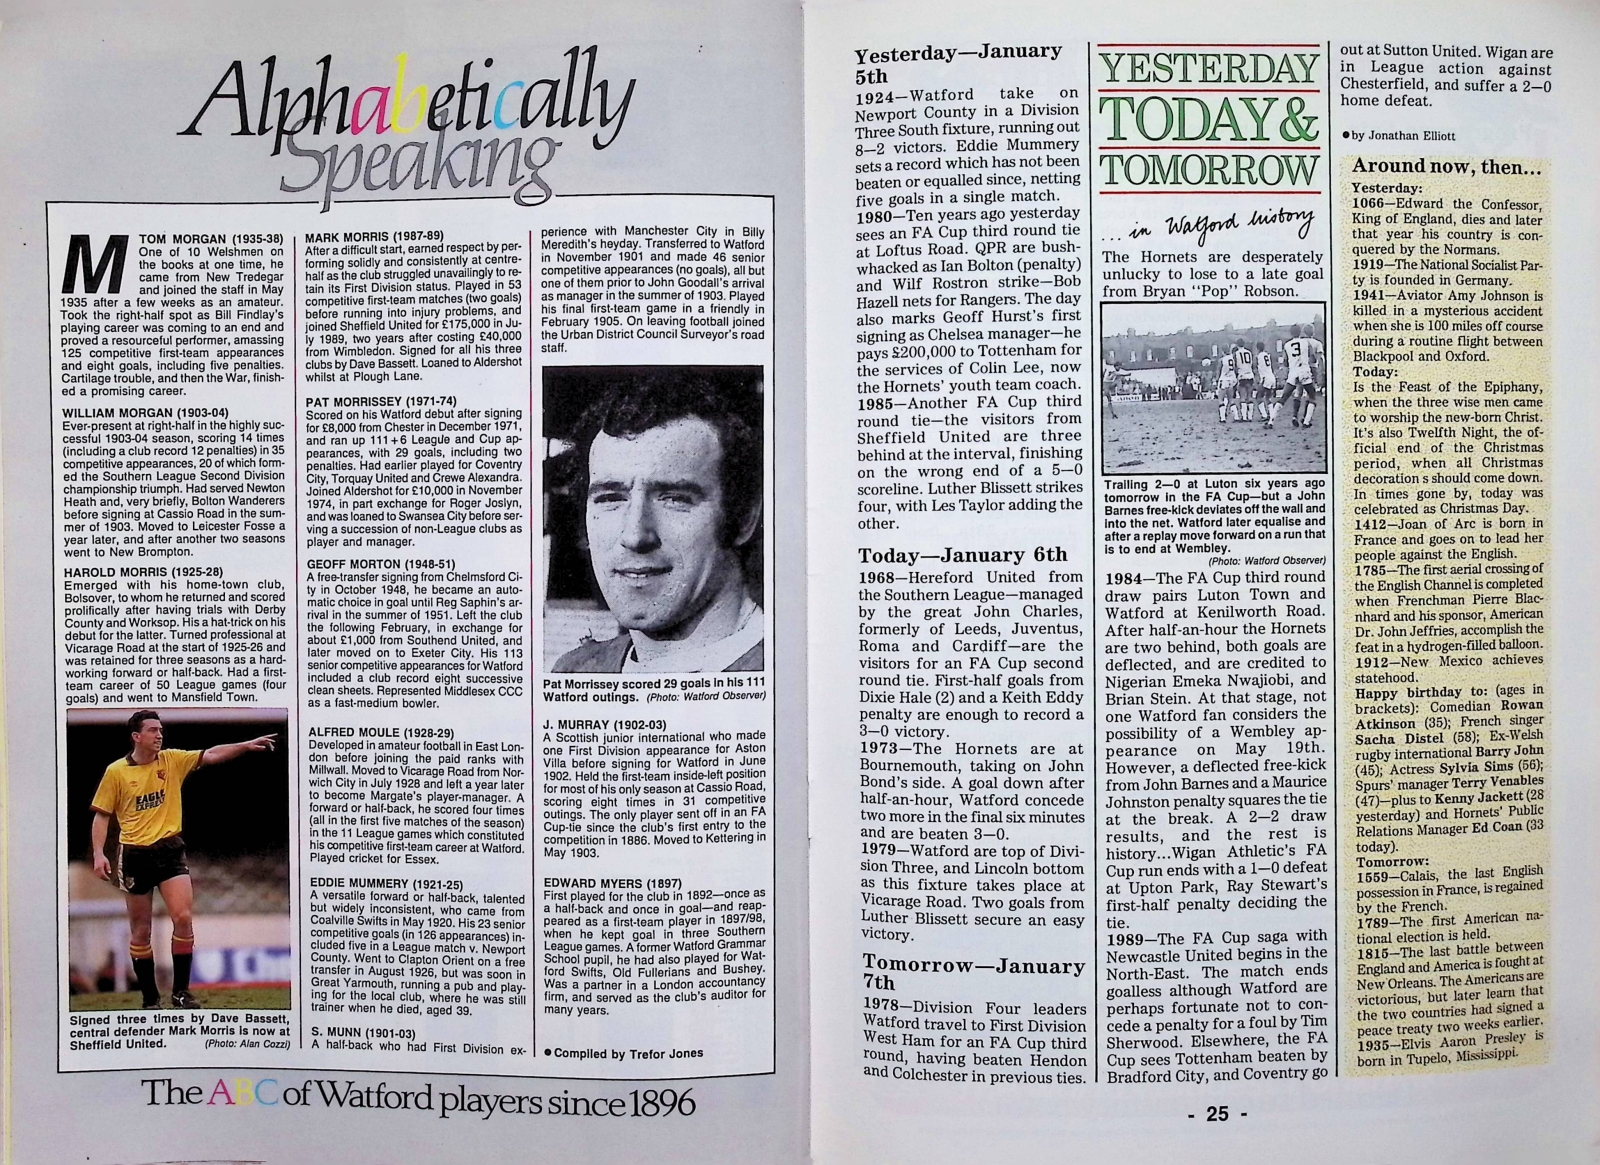 Alphabetically
Speaking
M
TOM MORGAN (1935-38)
One of 10 Welshmen on
the books at one time, he
came from New Tredegar
and joined the staff in May
1935 after a few weeks as an amateur.
Took the right-half spot as Bill Findlay's
playing career was coming to an end and
proved a resourceful performer, amassing
125 competitive first-team appearances
and eight goals, including five penalties.
Cartilage trouble, and then the War, finish-
ed a promising career.
WILLIAM MORGAN (1903-04)
Ever-present at right-half in the highly suc-
cessful 1903-04 season, scoring 14 times
(including a club record 12 penalties) in 35
competitive appearances, 20 of which form-
ed the Southern League Second Division
championship triumph. Had served Newton
Heath and, very briefly, Bolton Wanderers
before signing at Cassio Road in the sum-
mer of 1903. Moved to Leicester Fosse a
year later, and after another two seasons
went to New Brompton.
HAROLD MORRIS (1925-28)
Emerged with his home-town club,
Bolsover, to whom he returned and scored
prolifically after having trials with Derby
County and Worksop. His a hat-trick on his
debut for the latter. Turned professional at
Vicarage Road at the start of 1925-26 and
was retained for three seasons as a hard-
working forward or half-back. Had a first-
team career of 50 League games (four
goals) and went to Mansfield Town.
EAGLE
EXPRESS
Signed three times by Dave Bassett,
central defender Mark Morris is now at
Sheffield United. (Photo: Alan Cozzi)
MARK MORRIS (1987-89)
After a difficult start, earned respect by per-
forming solidly and consistently at centre-
half as the club struggled unavailingly to re-
tain its First Division status. Played in 53
competitive first-team matches (two goals)
before running into injury problems, and
joined Sheffield United for £175,000 in Ju-
ly 1989, two years after costing £40,000
from Wimbledon. Signed for all his three
clubs by Dave Bassett. Loaned to Aldershot
whilst at Plough Lane.
PAT MORRISSEY (1971-74)
Scored on his Watford debut after signing
for £8,000 from Chester in December 1971,
and ran up 111+6 League and Cup ap-
pearances, with 29 goals, including two
penalties. Had earlier played for Coventry
City, Torquay United and Crewe Alexandra.
Joined Aldershot for £10,000 in November
1974, in part exchange for Roger Joslyn,
and was loaned to Swansea City before ser-
ving a succession of non-League clubs as
player and manager.
GEOFF MORTON (1948-51)
A free-transfer signing from Chelmsford Ci-
ty in October 1948, he became an auto-
matic choice in goal until Reg Saphin's ar-
rival in the summer of 1951. Left the club
the following February, in exchange for
about £1,000 from Southend United, and
later moved on to Exeter City. His 113
senior competitive appearances for Watford
included a club record eight successive
clean sheets. Represented Middlesex CCC
as a fast-medium bowler.
ALFRED MOULE (1928-29)
Developed in amateur football in East Lon-
don before joining the paid ranks with
Millwall. Moved to Vicarage Road from Nor-
wich City in July 1928 and left a year later
to become Margate's player-manager. A
forward or half-back, he scored four times
(all in the first five matches of the season)
in the 11 League games which constituted
his competitive first-team career at Watford.
Played cricket for Essex.
EDDIE MUMMERY (1921-25)
A versatile forward or half-back, talented
but widely inconsistent, who came from
Coalville Swifts in May 1920. His 23 senior
competitive goals (in 126 appearances) in-
cluded five in a League match v. Newport
County. Went to Clapton Orient on a free
transfer in August 1926, but was soon in
Great Yarmouth, running a pub and play-
ing for the local club, where he was still
trainer when he died, aged 39.
S. MUNN (1901-03)
A half-back who had First Division ex-
perience with Manchester City in Billy
Meredith's heyday. Transferred to Watford
in November 1901 and made 46 senior
competitive appearances (no goals), all but
one of them prior to John Goodall's arrival
as manager in the summer of 1903. Played
his final first-team game in a friendly in
February 1905. On leaving football joined
the Urban District Council Surveyor's road
staff.
Pat Morrissey scored 29 goals in his 111
Watford outings. (Photo: Watford Observer)
J. MURRAY (1902-03)
A Scottish junior international who made
one First Division appearance for Aston
Villa before signing for Watford in June
1902. Held the first-team inside-left position
for most of his only season at Cassio Road,
scoring eight times in 31 competitive
outings. The only player sent off in an FA
Cup-tie since the club's first entry to the
competition in 1886. Moved to Kettering in
May 1903.
EDWARD MYERS (1897)
First played for the club in 1892—once as
a half-back and once in goal—and reap-
peared as a first-team player in 1897/98,
when he kept goal in three Southern
League games. A former Watford Grammar
School pupil, he had also played for Wat-
ford Swifts, Old Fullerians and Bushey.
Was a partner in a London accountancy
firm, and served as the club's auditor for
many years.
● Compiled by Trefor Jones
The ABC of Watford players since 1896
Yesterday—January
5th
1924—Watford take on
Newport County in a Division
Three South fixture, running out
8—2 victors. Eddie Mummery
sets a record which has not been
beaten or equalled since, netting
five goals in a single match.
1980—Ten years ago yesterday
sees an FA Cup third round tie
at Loftus Road. QPR are bush-
whacked as Ian Bolton (penalty)
and Wilf Rostron strike—Bob
Hazell nets for Rangers. The day
also marks Geoff Hurst's first
signing as Chelsea manager—he
pays £200,000 to Tottenham for
the services of Colin Lee, now
the Hornets' youth team coach.
1985—Another FA Cup third
round tie—the visitors from
Sheffield United are three
behind at the interval, finishing
on the wrong end of a 5—0
scoreline. Luther Blissett strikes
four, with Les Taylor adding the
other.
Today—January 6th
1968—Hereford United from
the Southern League—managed
by the great John Charles,
formerly of Leeds, Juventus,
Roma and Cardiff—are the
visitors for an FA Cup second
round tie. First-half goals from
Dixie Hale (2) and a Keith Eddy
penalty are enough to record a
3—0 victory.
1973—The Hornets are at
Bournemouth, taking on John
Bond's side. A goal down after
half-an-hour, Watford concede
two more in the final six minutes
and are beaten 3—0.
1979—Watford are top of Divi-
sion Three, and Lincoln bottom
as this fixture takes place at
Vicarage Road. Two goals from
Luther Blissett secure an easy
victory.
Tomorrow—January
7th
1978—Division Four leaders
Watford travel to First Division
West Ham for an FA Cup third
round, having beaten Hendon
and Colchester in previous ties.
YESTERDAY
TODAY &
TOMORROW
... in Watford history
The Hornets are desperately
unlucky to lose to a late goal
from Bryan "Pop" Robson.
9 10 8 3
Trailing 2—0 at Luton six years ago
tomorrow in the FA Cup—but a John
Barnes free-kick deviates off the wall and
into the net. Watford later equalise and
after a replay move forward on a run that
is to end at Wembley.
(Photo: Watford Observer)
1984—The FA Cup third round
draw pairs Luton Town and
Watford at Kenilworth Road.
After half-an-hour the Hornets
are two behind, both goals are
deflected, and are credited to
Nigerian Emeka Nwajiobi, and
Brian Stein. At that stage, not
one Watford fan considers the
possibility of a Wembley ap-
pearance on May 19th.
However, a deflected free-kick
from John Barnes and a Maurice
Johnston penalty squares the tie
at the break. A 2—2 draw
results, and the rest is
history...Wigan Athletic's FA
Cup run ends with a 1—0 defeat
at Upton Park, Ray Stewart's
first-half penalty deciding the
tie.
1989—The FA Cup saga with
Newcastle United begins in the
North-East. The match ends
goalless although Watford are
perhaps fortunate not to con-
cede a penalty for a foul by Tim
Sherwood. Elsewhere, the FA
Cup sees Tottenham beaten by
Bradford City, and Coventry go
out at Sutton United. Wigan are
in League action against
Chesterfield, and suffer a 2—0
home defeat.
● by Jonathan Elliott
Around now, then...
Yesterday:
1066—Edward the Confessor,
King of England, dies and later
that year his country is con-
quered by the Normans.
1919—The National Socialist Par-
ty is founded in Germany.
1941—Aviator Amy Johnson is
killed in a mysterious accident
when she is 100 miles off course
during a routine flight between
Blackpool and Oxford.
Today:
Is the Feast of the Epiphany,
when the three wise men came
to worship the new-born Christ.
It's also Twelfth Night, the of-
ficial end of the Christmas
period, when all Christmas
decoration s should come down.
In times gone by, today was
celebrated as Christmas Day.
1412—Joan of Arc is born in
France and goes on to lead her
people against the English.
1785—The first aerial crossing of
the English Channel is completed
when Frenchman Pierre Blac-
nhard and his sponsor, American
Dr. John Jeffries, accomplish the
feat in a hydrogen-filled balloon.
1912—New Mexico achieves
statehood.
Happy birthday to: (ages in
brackets): Comedian Rowan
Atkinson (35); French singer
Sacha Distel (58); Ex-Welsh
rugby international Barry John
(45); Actress Sylvia Sims (56);
Spurs' manager Terry Venables
(47)—plus to Kenny Jackett (28
yesterday) and Hornets' Public
Relations Manager Ed Coan (33
today).
Tomorrow:
1559—Calais, the last English
possession in France, is regained
by the French.
1789—The first American na-
tional election is held.
1815—The last battle between
England and America is fought at
New Orleans. The Americans are
victorious, but later learn that
the two countries had signed a
peace treaty two weeks earlier.
1935—Elvis Aaron Presley is
born in Tupelo, Mississippi.
- 25 -